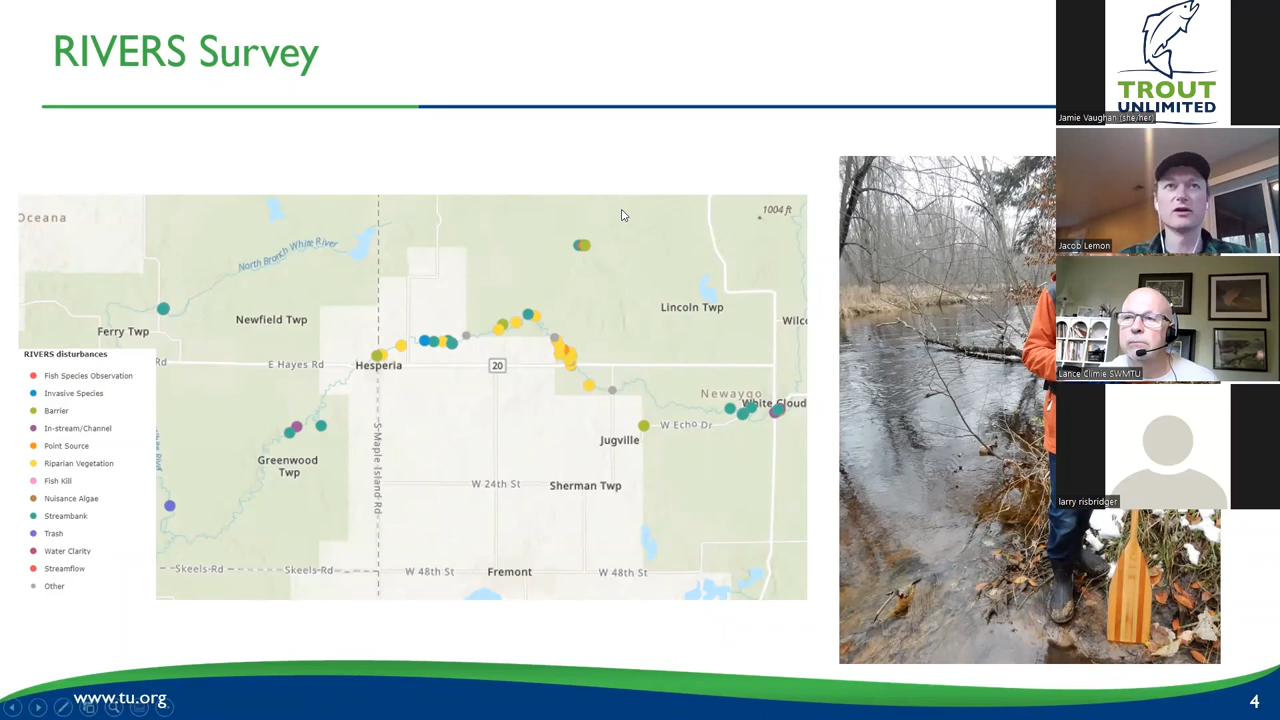 RIVERS Survey
TROUT
UNLIMITED
Jamie Vaughan (she/her)
Jacob Lemon
Lance Climie SWMTU
larry risbridger
Oceana
1004 ft
North Branch White River
Lincoln Twp
Newfield Twp
Ferry Twp
Wilco
Rd
E Hayes Rd
Hesperia
20
Newaygo
White Cloud
W Echo Dr
Jugville
S Maple Island Rd
Greenwood
Twp
W 24th St
Sherman Twp
Skeels Rd
Skeels Rd
W 48th St
Fremont
W 48th St
RIVERS disturbances
Fish Species Observation
Invasive Species
Barrier
In-stream/Channel
Point Source
Riparian Vegetation
Fish Kill
Nuisance Algae
Streambank
Trash
Water Clarity
Streamflow
Other
www.tu.org
4